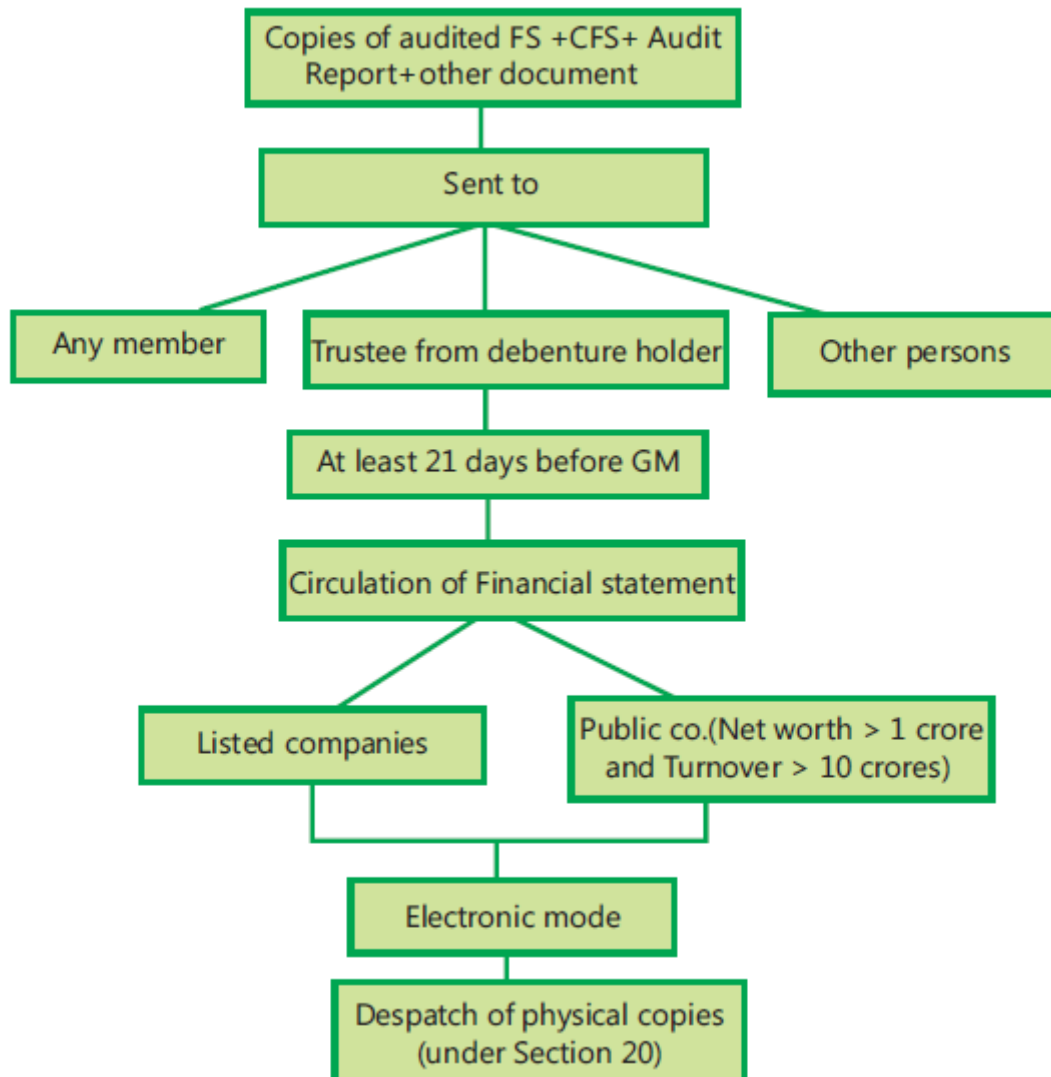 Copies of audited FS +CFS+ Audit
Report+other document
Sent to
Any member
Trustee from debenture holder
Other persons
At least 21 days before GM
Circulation of Financial statement
Listed companies
Public co.(Net worth > 1 crore
and Turnover > 10 crores)
Electronic mode
Despatch of physical copies
(under Section 20)